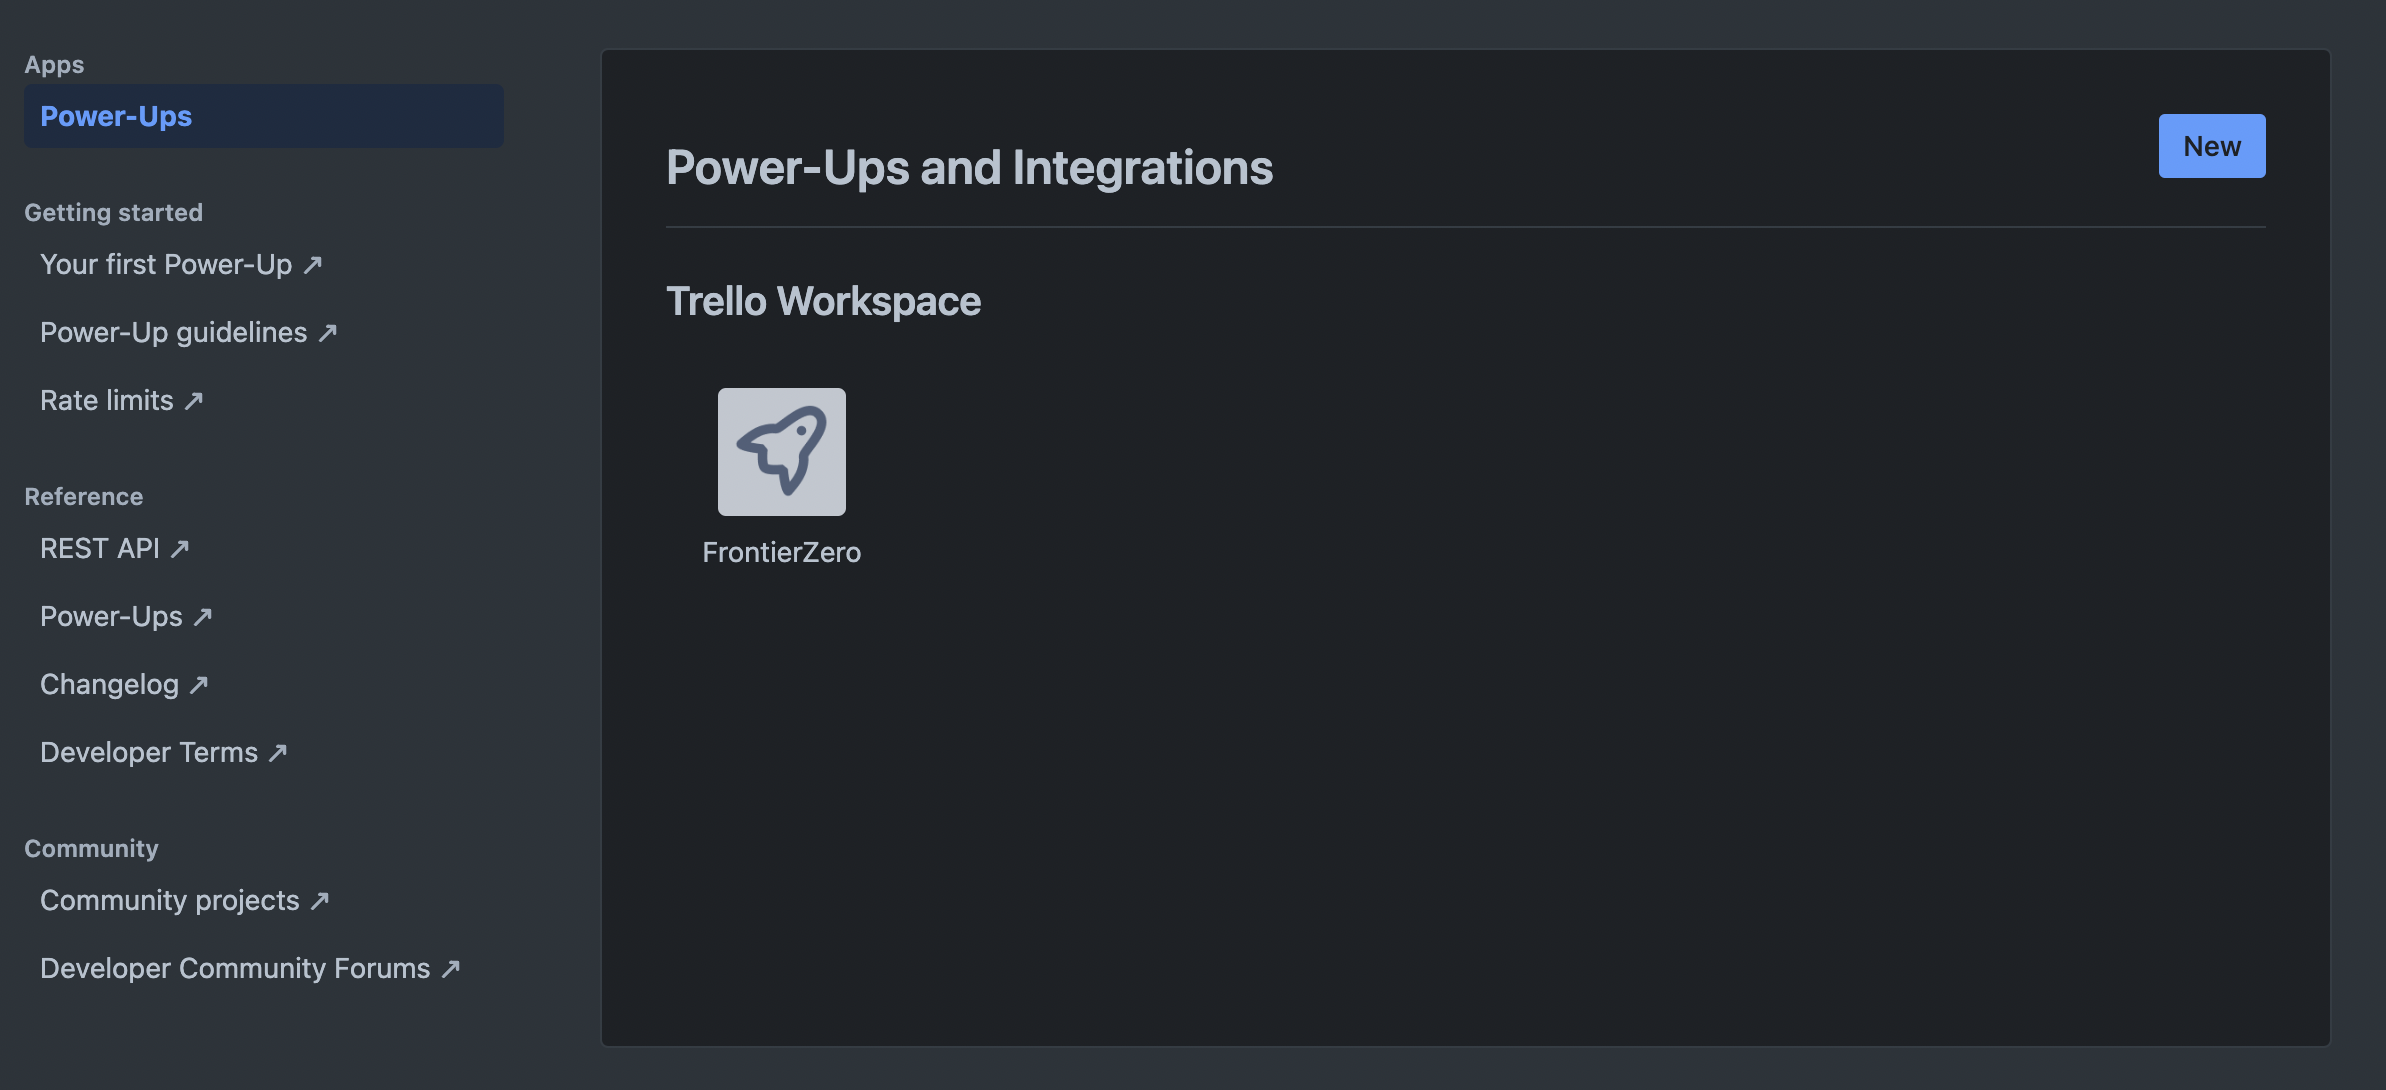 Apps
Power-Ups
Getting started
Your first Power-Up ↗
Power-Up guidelines ↗
Rate limits ↗
Reference
REST API ↗
Power-Ups ↗
Changelog ↗
Developer Terms ↗
Community
Community projects ↗
Developer Community Forums ↗
New
Power-Ups and Integrations
Trello Workspace
FrontierZero